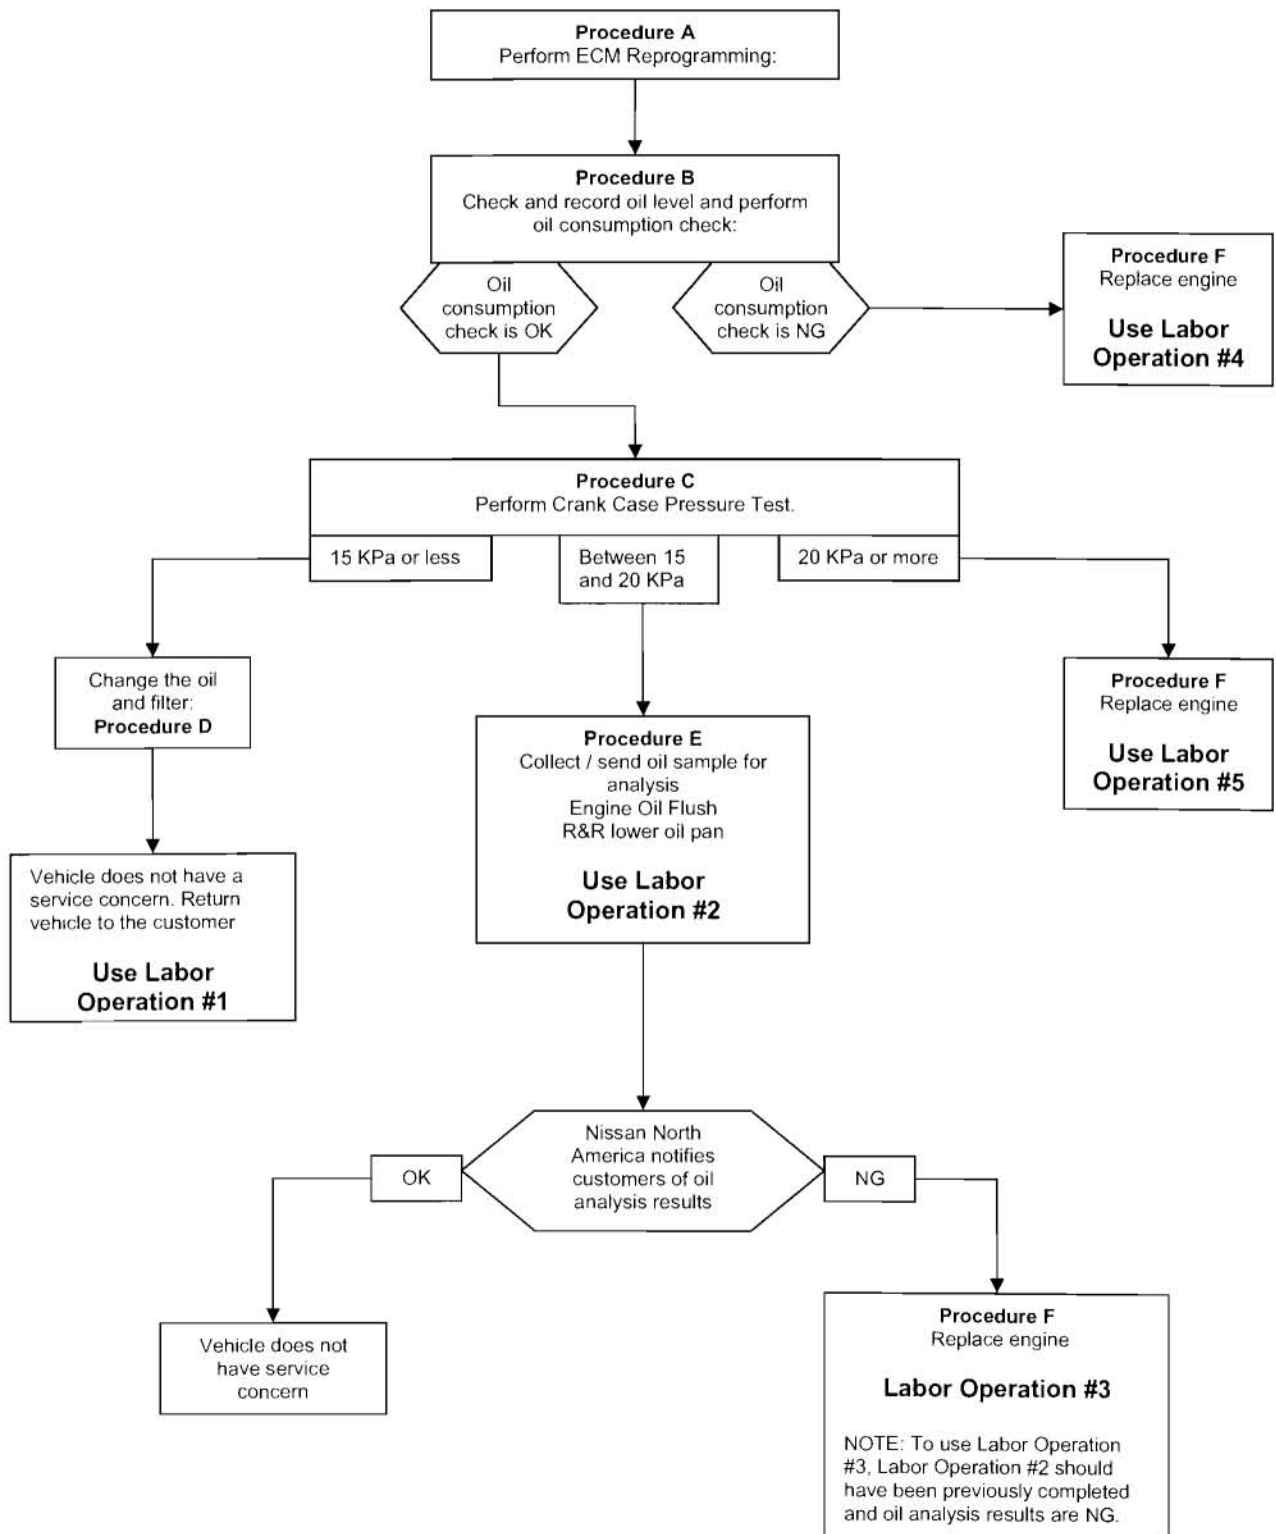 Procedure A
Perform ECM Reprogramming:
Procedure B
Check and record oil level and perform
oil consumption check:
Oil
consumption
check is OK
Oil
consumption
check is NG
Procedure F
Replace engine
Use Labor
Operation #4
Procedure C
Perform Crank Case Pressure Test.
15 KPa or less
Between 15
and 20 KPa
20 KPa or more
Change the oil
and filter:
Procedure D
Procedure E
Collect / send oil sample for
analysis
Engine Oil Flush
R&R lower oil pan
Use Labor
Operation #2
Procedure F
Replace engine
Use Labor
Operation #5
Vehicle does not have a
service concern. Return
vehicle to the customer
Use Labor
Operation #1
Nissan North
America notifies
customers of oil
analysis results
OK
NG
Vehicle does not
have service
concern
Procedure F
Replace engine
Labor Operation #3
NOTE: To use Labor Operation
#3, Labor Operation #2 should
have been previously completed
and oil analysis results are NG.